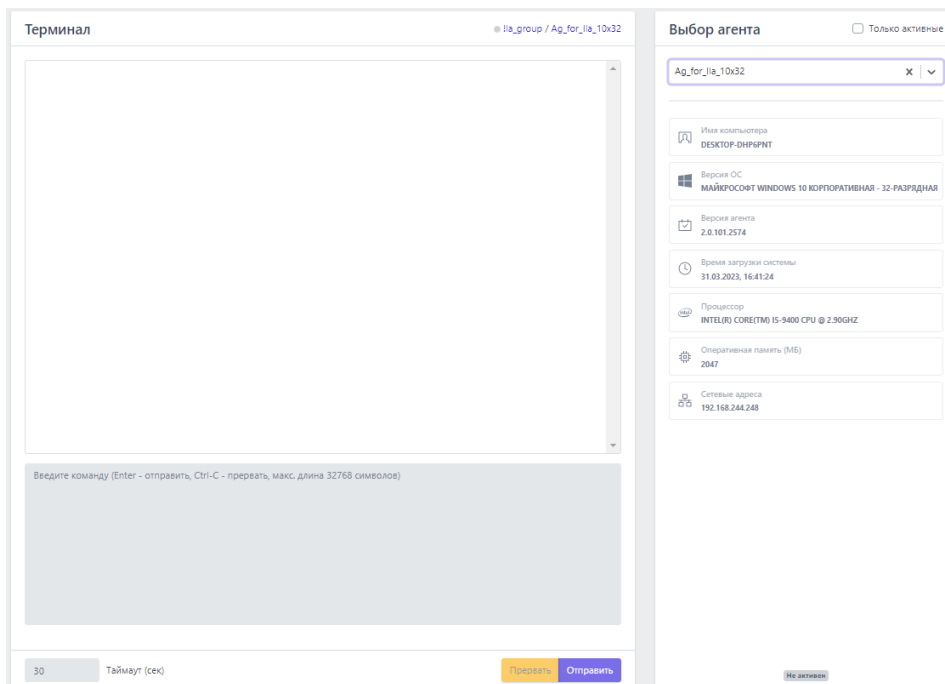 Терминал
lla_group / Ag_for_lla_10x32
Введите команду (Enter - отправить, Ctrl-C - прервать, макс. длина 32768 символов)
30
Таймаут (сек)
Прервать
Отправить
Выбор агента
Только активные
Ag_for_lla_10x32
Имя компьютера
DESKTOP-DHP6PNT
Версия ОС
МАЙКРОСОФТ WINDOWS 10 КОРПОРАТИВНАЯ - 32-РАЗРЯДНАЯ
Версия агента
2.0.101.2574
Время загрузки системы
31.03.2023, 16:41:24
Процессор
INTEL(R) CORE(TM) I5-9400 CPU @ 2.90GHZ
Оперативная память (МБ)
2047
Сетевые адреса
192.168.244.248
Не активен